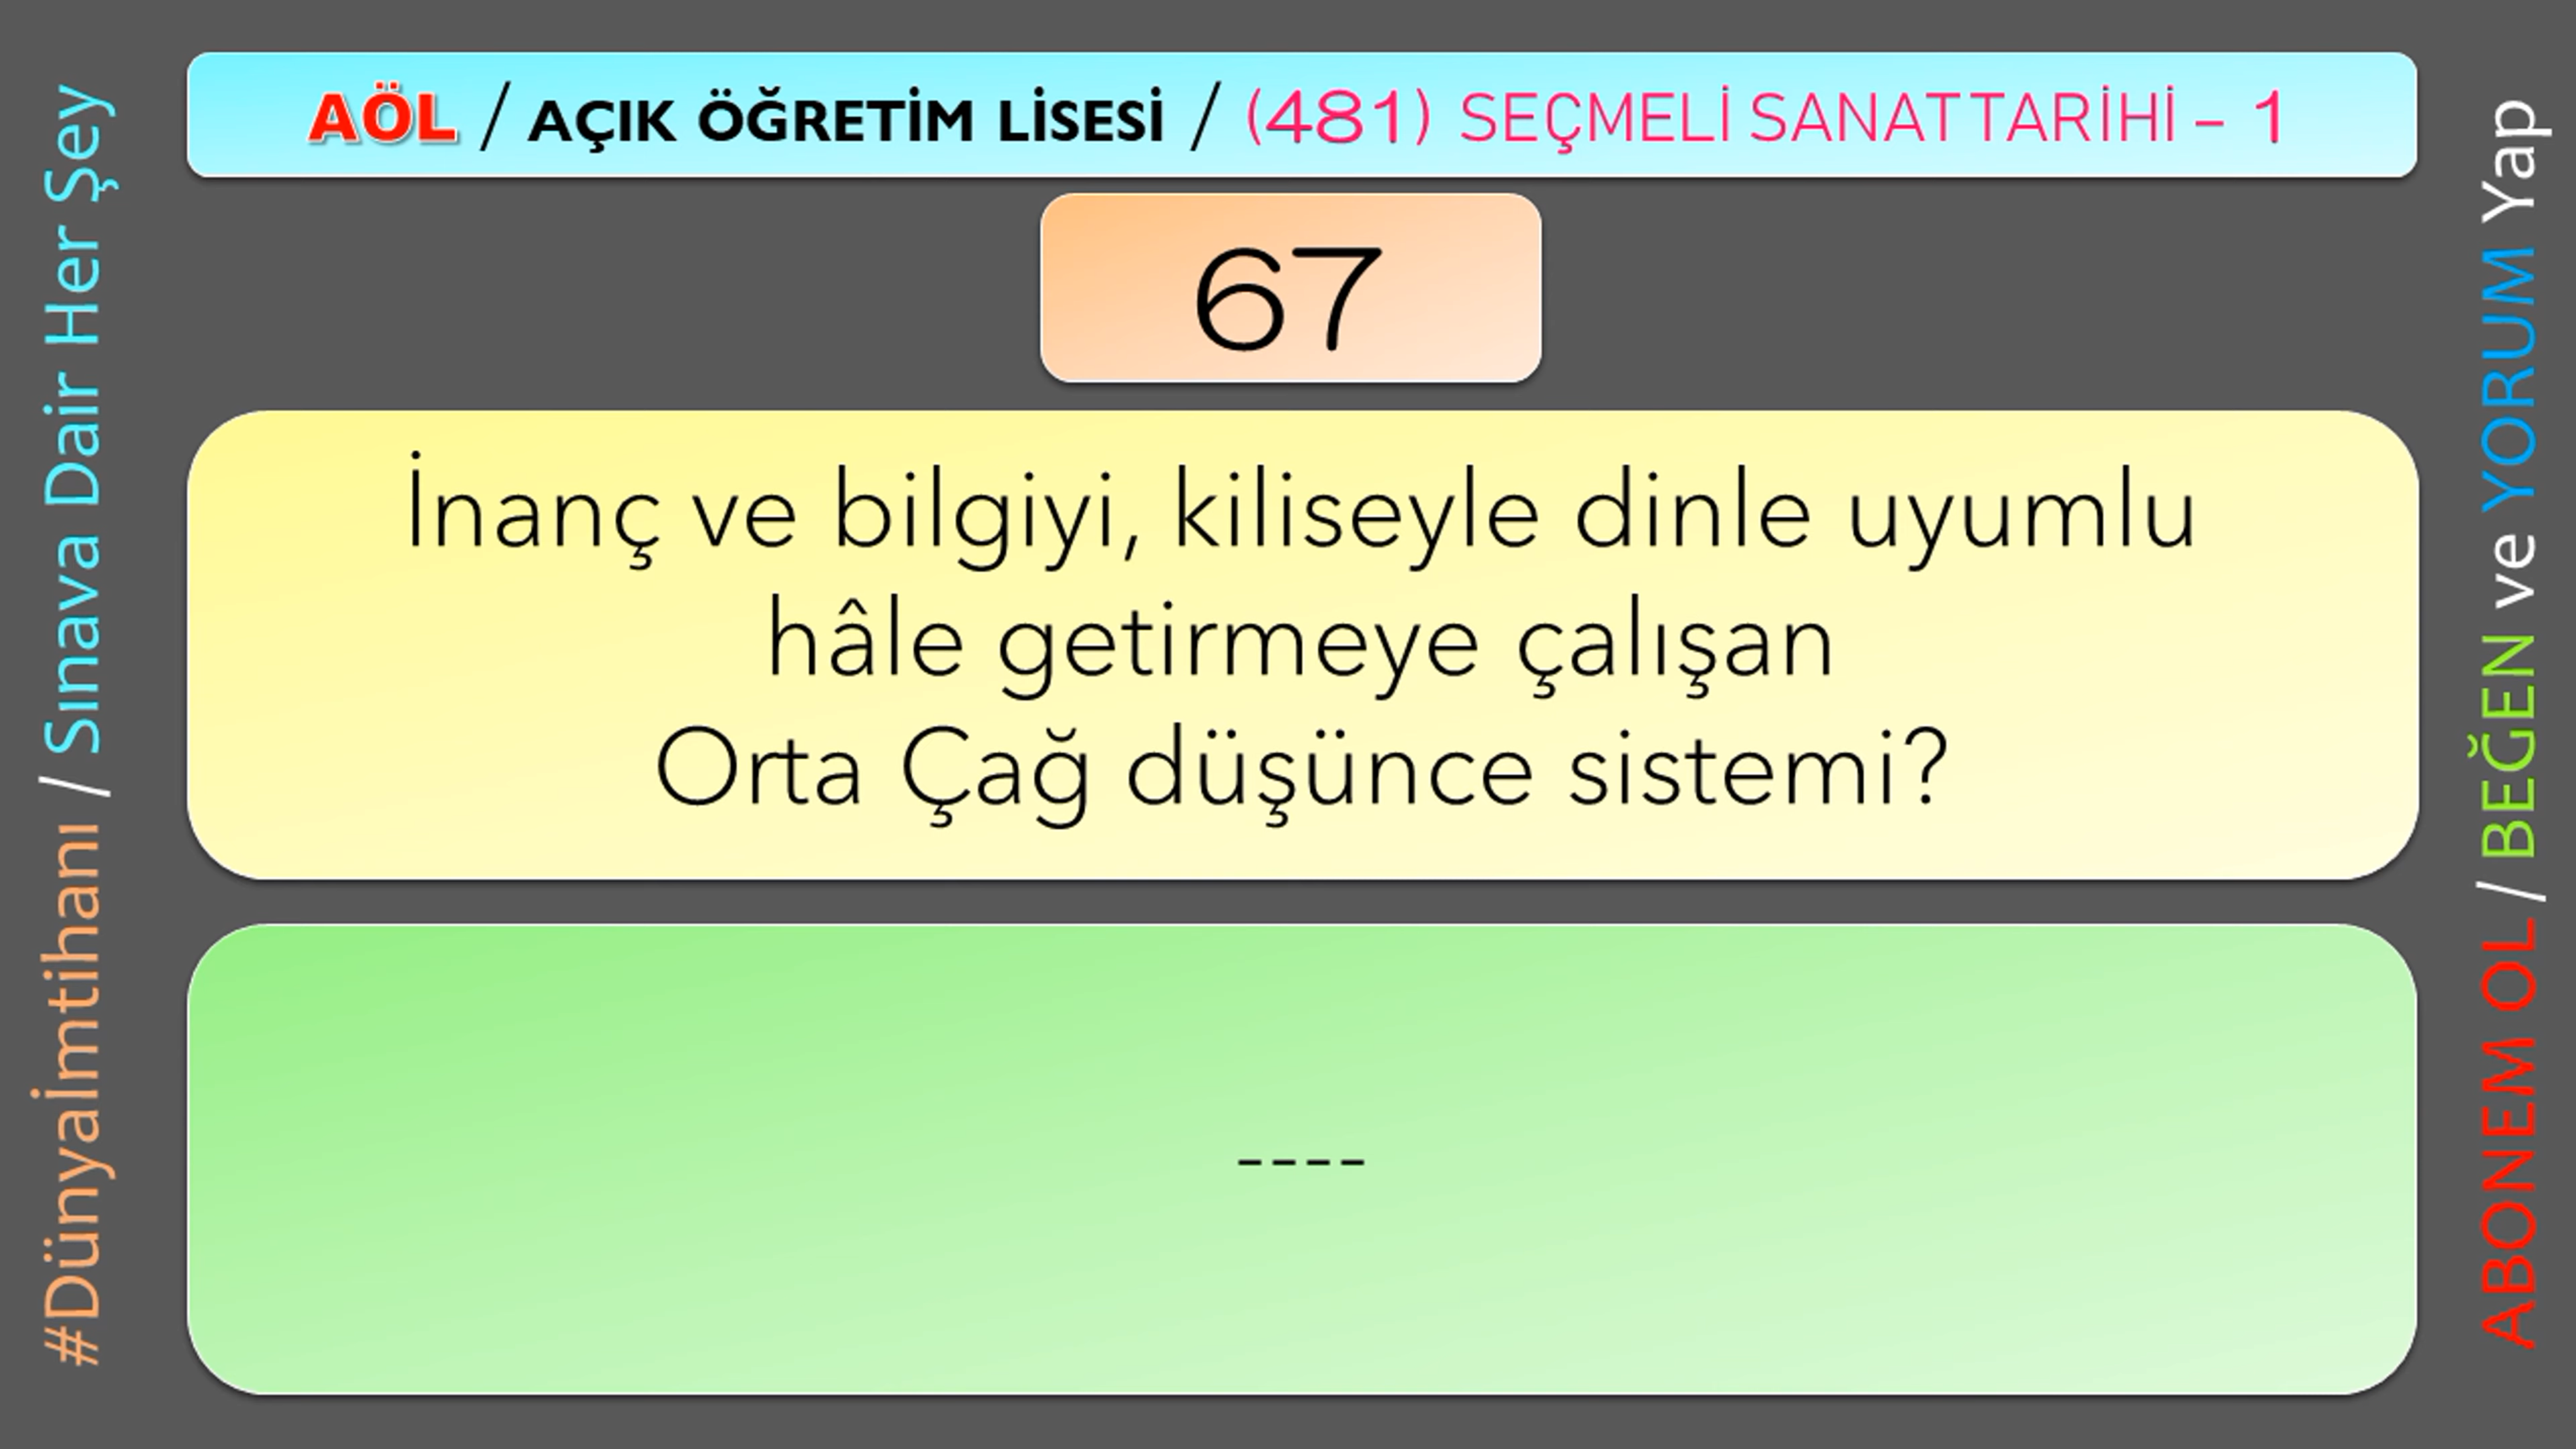 AÖL / AÇIK ÖĞRETİM LİSESİ / (481) SEÇMELİ SANAT TARİHİ – 1
67
İnanç ve bilgiyi, kiliseyle dinle uyumlu
hâle getirmeye çalışan
Orta Çağ düşünce sistemi?
----
#Dünyaİmtihanı / Sınava Dair Her Şey
ABONEM OL / BEĞEN ve YORUM Yap